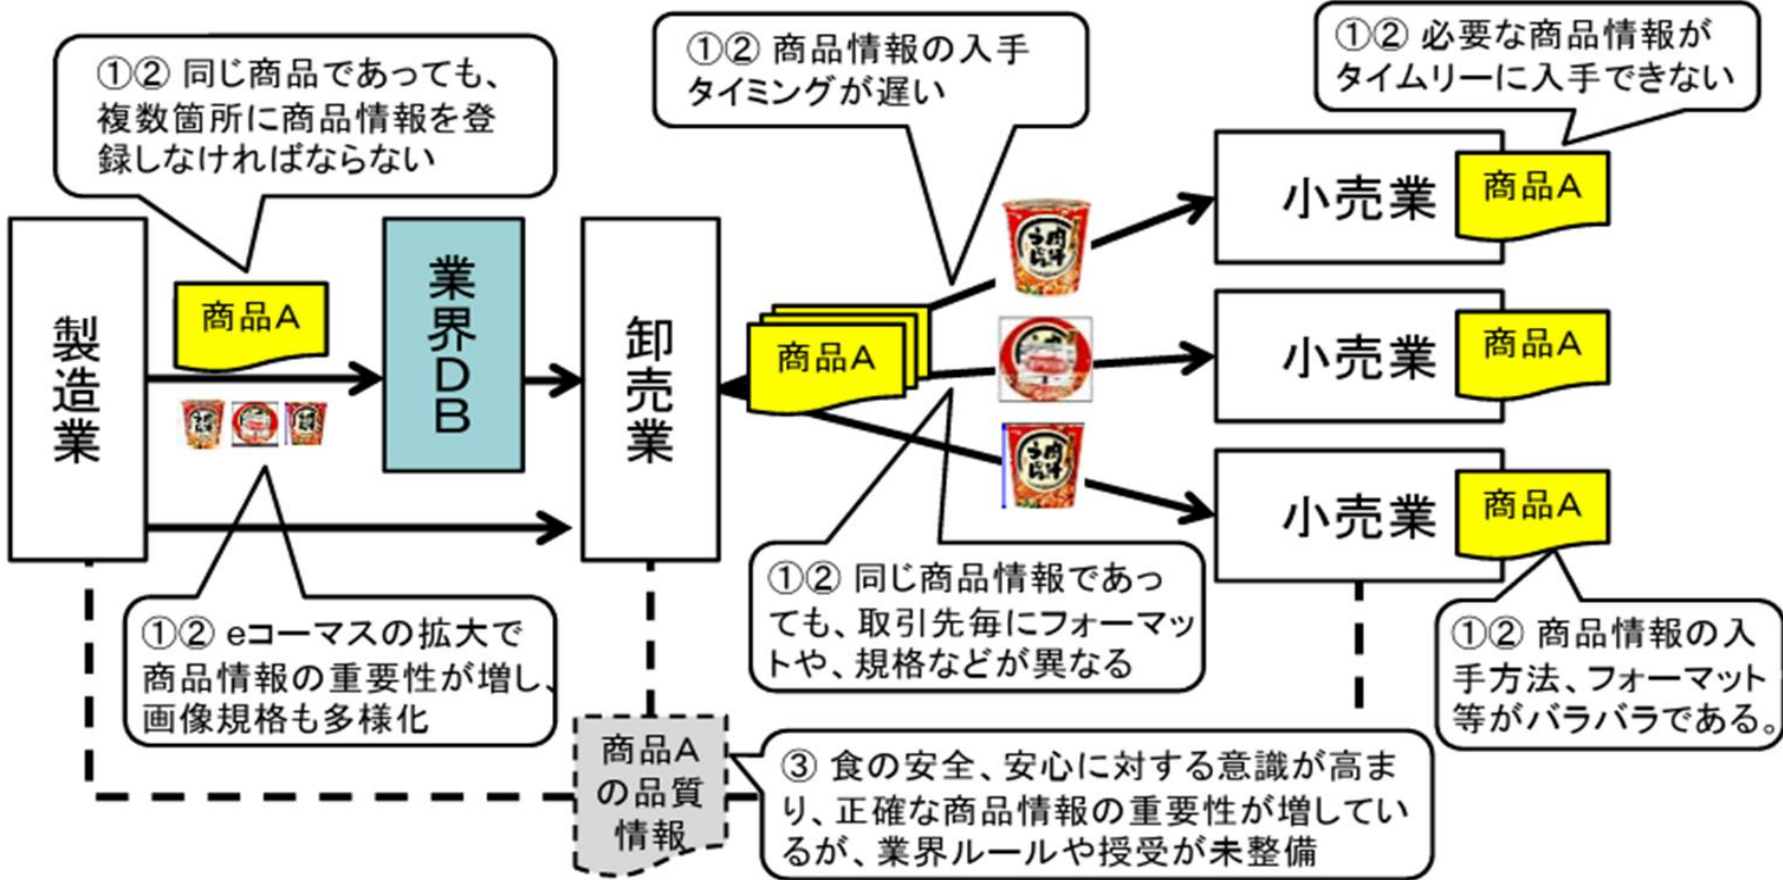 ①② 同じ商品であっても、
複数箇所に商品情報を登
録しなければならない
①② 商品情報の入手
タイミングが遅い
①② 必要な商品情報が
タイムリーに入手できない
製造業
商品A
業界DB
卸売業
商品A
小売業
商品A
小売業
商品A
小売業
商品A
①② eコーマスの拡大で
商品情報の重要性が増し、
画像規格も多様化
①② 同じ商品情報であっ
ても、取引先毎にフォーマッ
トや、規格などが異なる
①② 商品情報の入
手方法、フォーマット
等がバラバラである。
商品A
の品質
情報
③ 食の安全、安心に対する意識が高ま
り、正確な商品情報の重要性が増してい
るが、業界ルールや授受が未整備